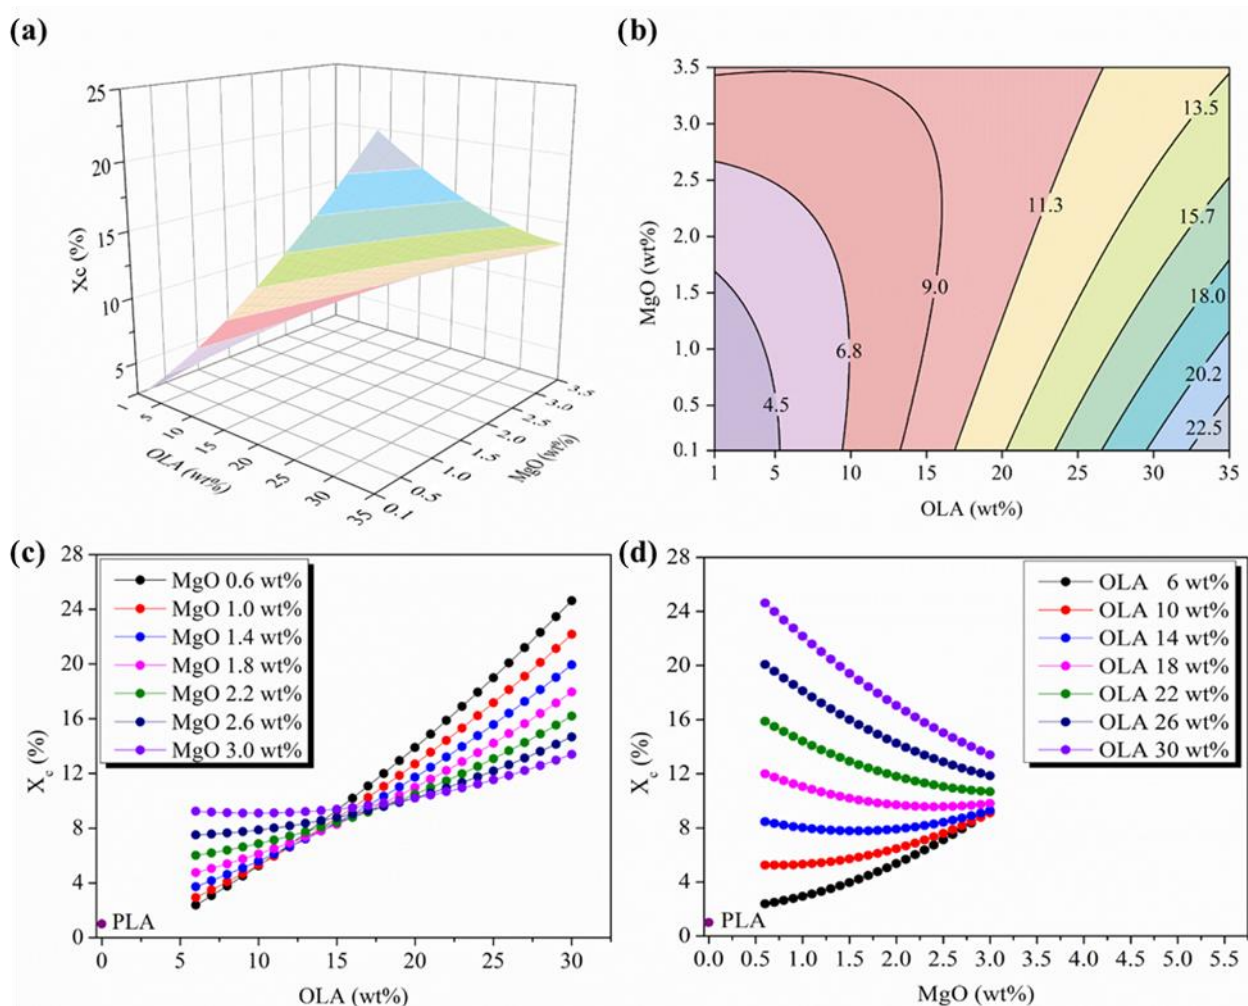 (a)
25
20
15
10
5
Xc (%)
1
5
10
15
20
25
30
35
OLA (wt%)
0.1
0.5
1.0
1.5
2.0
2.5
3.0
3.5
MgO (wt%)
(b)
3.5
3.0
2.5
2.0
1.5
1.0
0.5
0.1
MgO (wt%)
13.5
15.7
11.3
18.0
9.0
6.8
20.2
4.5
22.5
1 5 10 15 20 25 30 35
OLA (wt%)
(c)
28
24
20
16
12
8
4
0
X_c (%)
MgO 0.6 wt%
MgO 1.0 wt%
MgO 1.4 wt%
MgO 1.8 wt%
MgO 2.2 wt%
MgO 2.6 wt%
MgO 3.0 wt%
PLA
0 5 10 15 20 25 30
OLA (wt%)
(d)
28
24
20
16
12
8
4
0
X_c (%)
OLA 6 wt%
OLA 10 wt%
OLA 14 wt%
OLA 18 wt%
OLA 22 wt%
OLA 26 wt%
OLA 30 wt%
PLA
0.0 0.5 1.0 1.5 2.0 2.5 3.0 3.5 4.0 4.5 5.0 5.5
MgO (wt%)